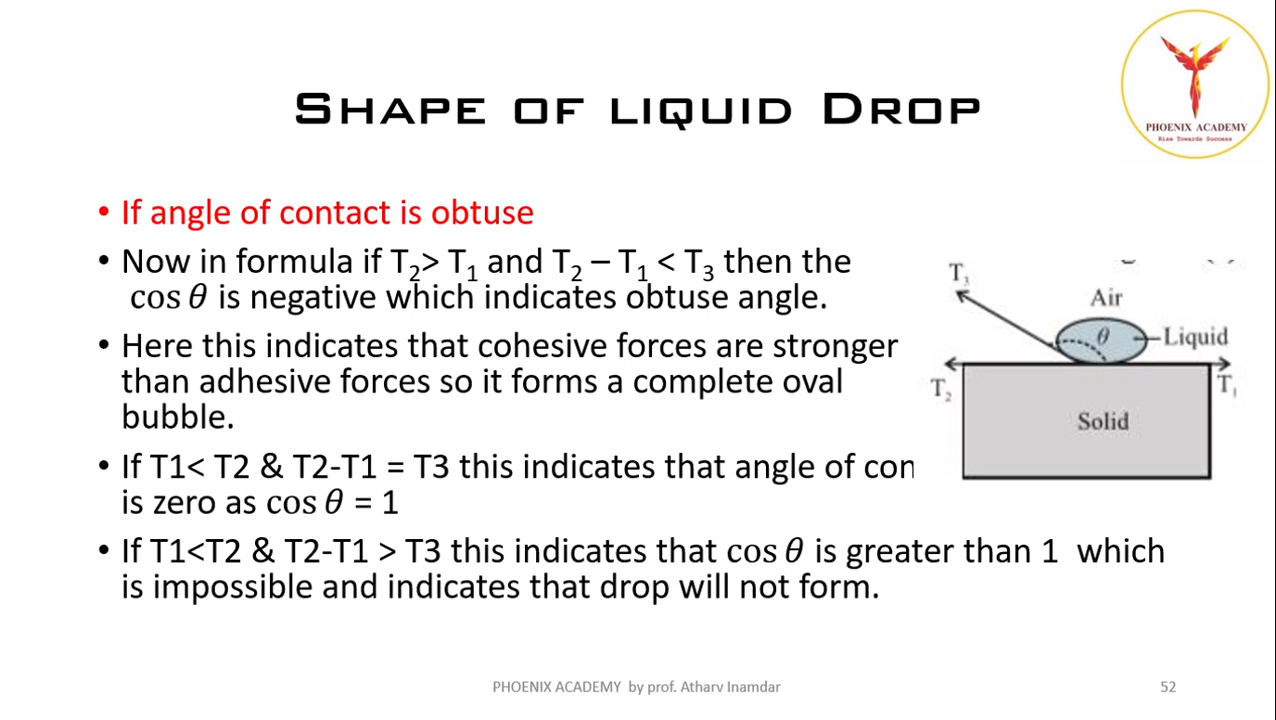 PHOENIX ACADEMY
Rise Towards Success
SHAPE OF LIQUID DROP
• If angle of contact is obtuse
• Now in formula if T₂> T₁ and T₂ – T₁ < T₃ then the
cos θ is negative which indicates obtuse angle.
• Here this indicates that cohesive forces are stronger
than adhesive forces so it forms a complete oval
bubble.
• If T1< T2 & T2-T1 = T3 this indicates that angle of con
is zero as cos θ = 1
• If T1<T2 & T2-T1 > T3 this indicates that cos θ is greater than 1 which
is impossible and indicates that drop will not form.
T₃
Air
θ
Liquid
T₂
T₁
Solid
PHOENIX ACADEMY by prof. Atharv Inamdar
52